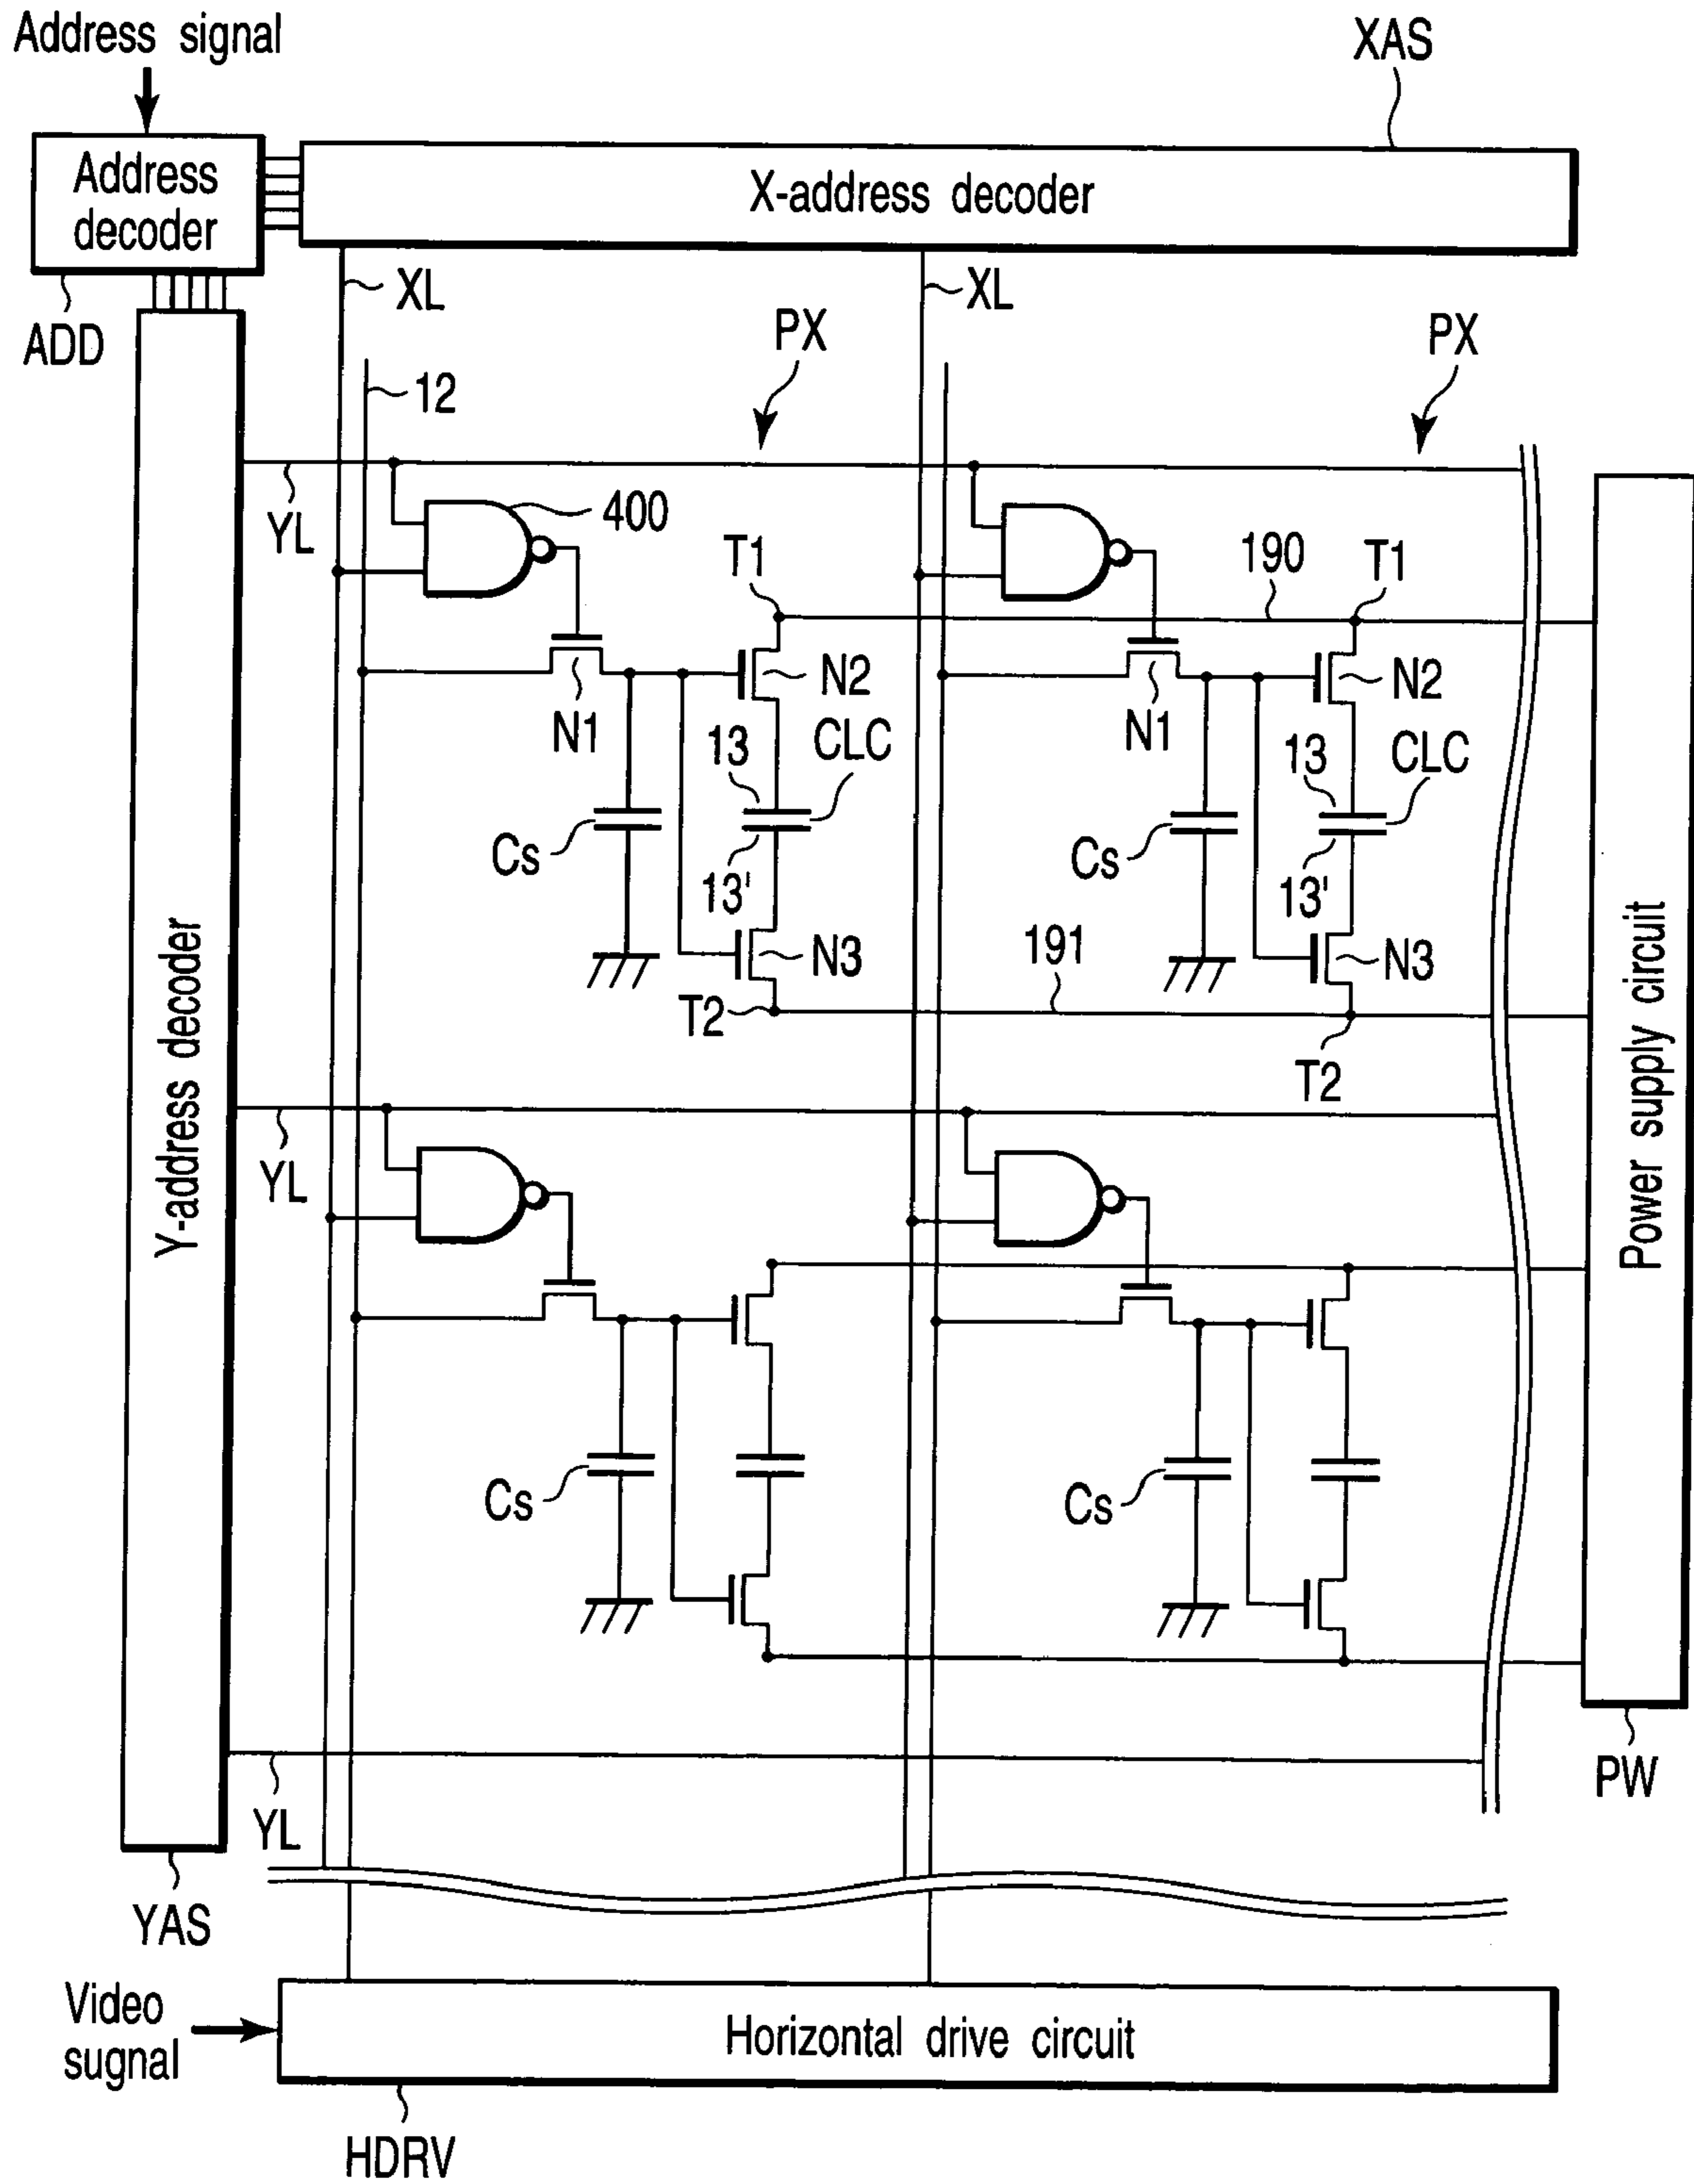 Address signal
XAS
Address
decoder
X-address decoder
ADD
XL
XL
PX
PX
12
YL
400
T1
190
T1
N1
N2
N1
N2
13
CLC
13
CLC
Cs
13'
Cs
13'
N3
191
N3
T2
T2
Y-address decoder
Power supply circuit
YL
Cs
Cs
YL
PW
YAS
Video
sugnal
Horizontal drive circuit
HDRV